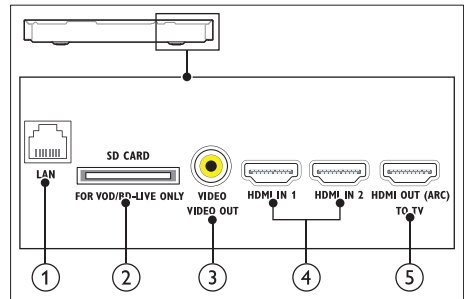 SD CARD
LAN
FOR VOD/BD-LIVE ONLY
VIDEO
VIDEO OUT
HDMI IN 1
HDMI IN 2
HDMI OUT (ARC)
TO TV
1
2
3
4
5